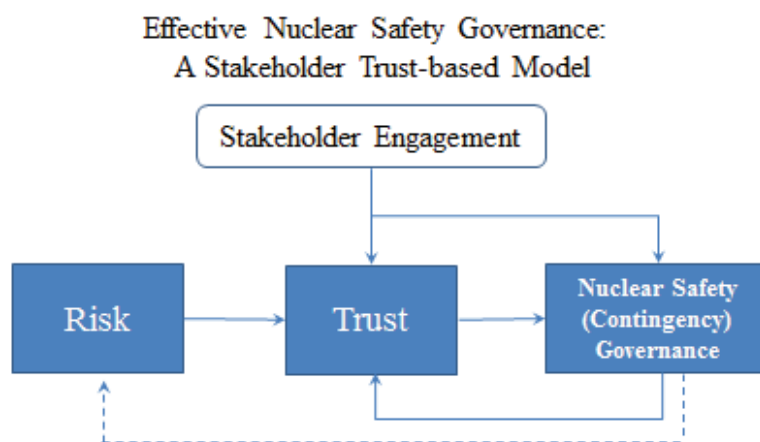 Effective Nuclear Safety Governance:
A Stakeholder Trust-based Model
Stakeholder Engagement
Risk
Trust
Nuclear Safety
(Contingency)
Governance